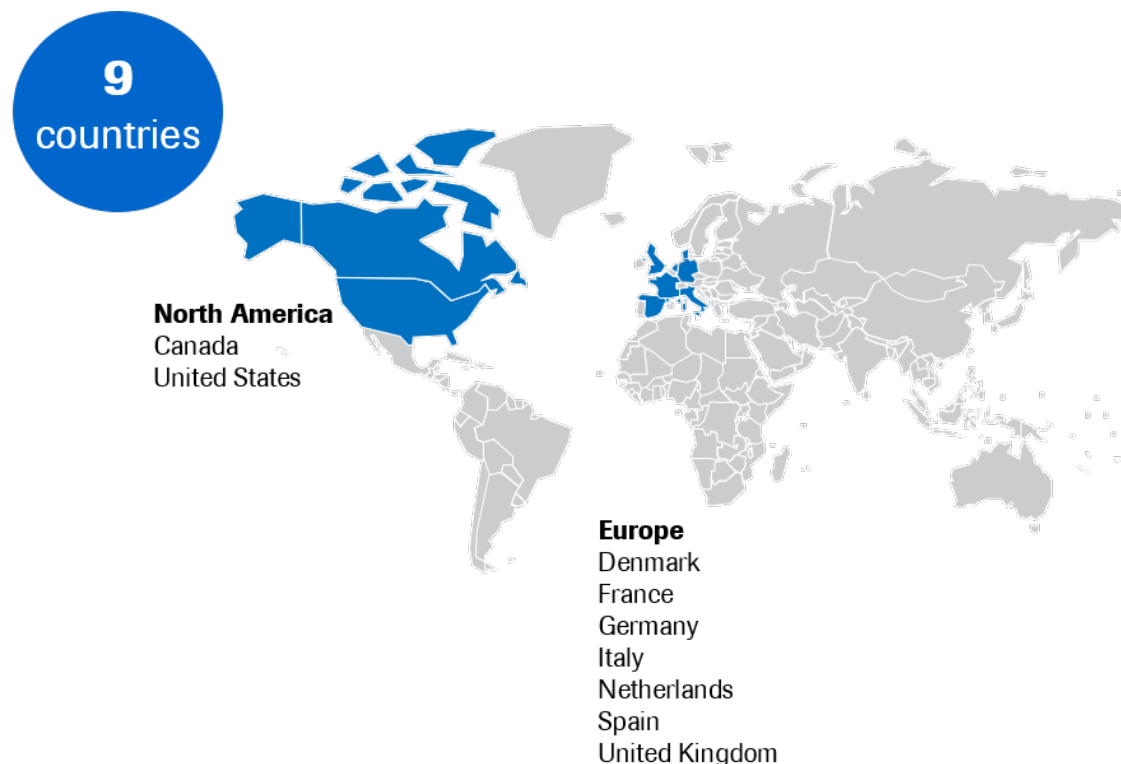 9
countries
North America
Canada
United States
Europe
Denmark
France
Germany
Italy
Netherlands
Spain
United Kingdom